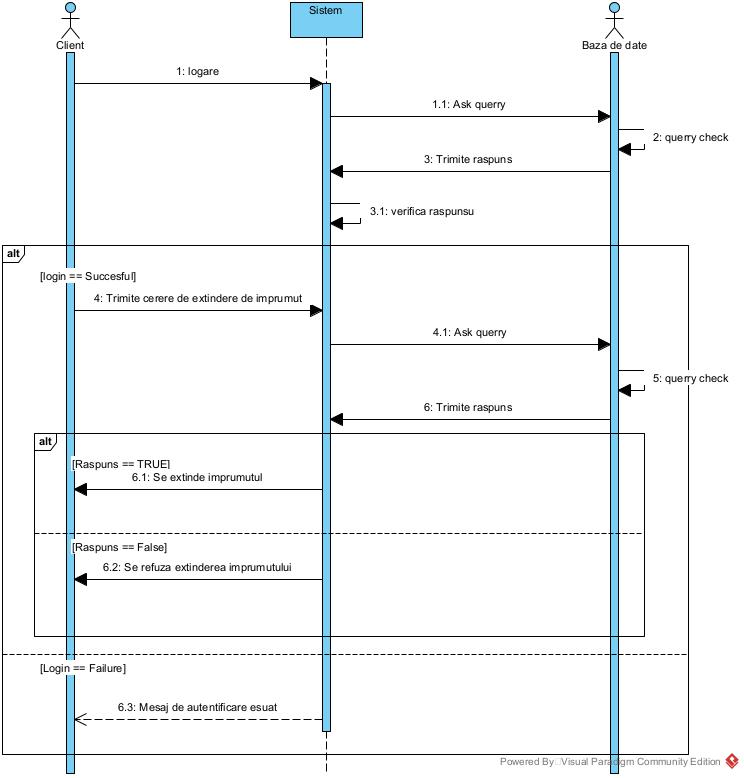 Sistem
Client
Baza de date
1: logare
1.1: Ask querry
2: querry check
3: Trimite raspuns
3.1: verifica raspunsu
alt
[login == Succesful]
4: Trimite cerere de extindere de imprumut
4.1: Ask querry
5: querry check
6: Trimite raspuns
alt
[Raspuns == TRUE]
6.1: Se extinde imprumutul
[Raspuns == False]
6.2: Se refuza extinderea imprumutului
[Login == Failure]
6.3: Mesaj de autentificare esuat
Powered By Visual Paradigm Community Edition